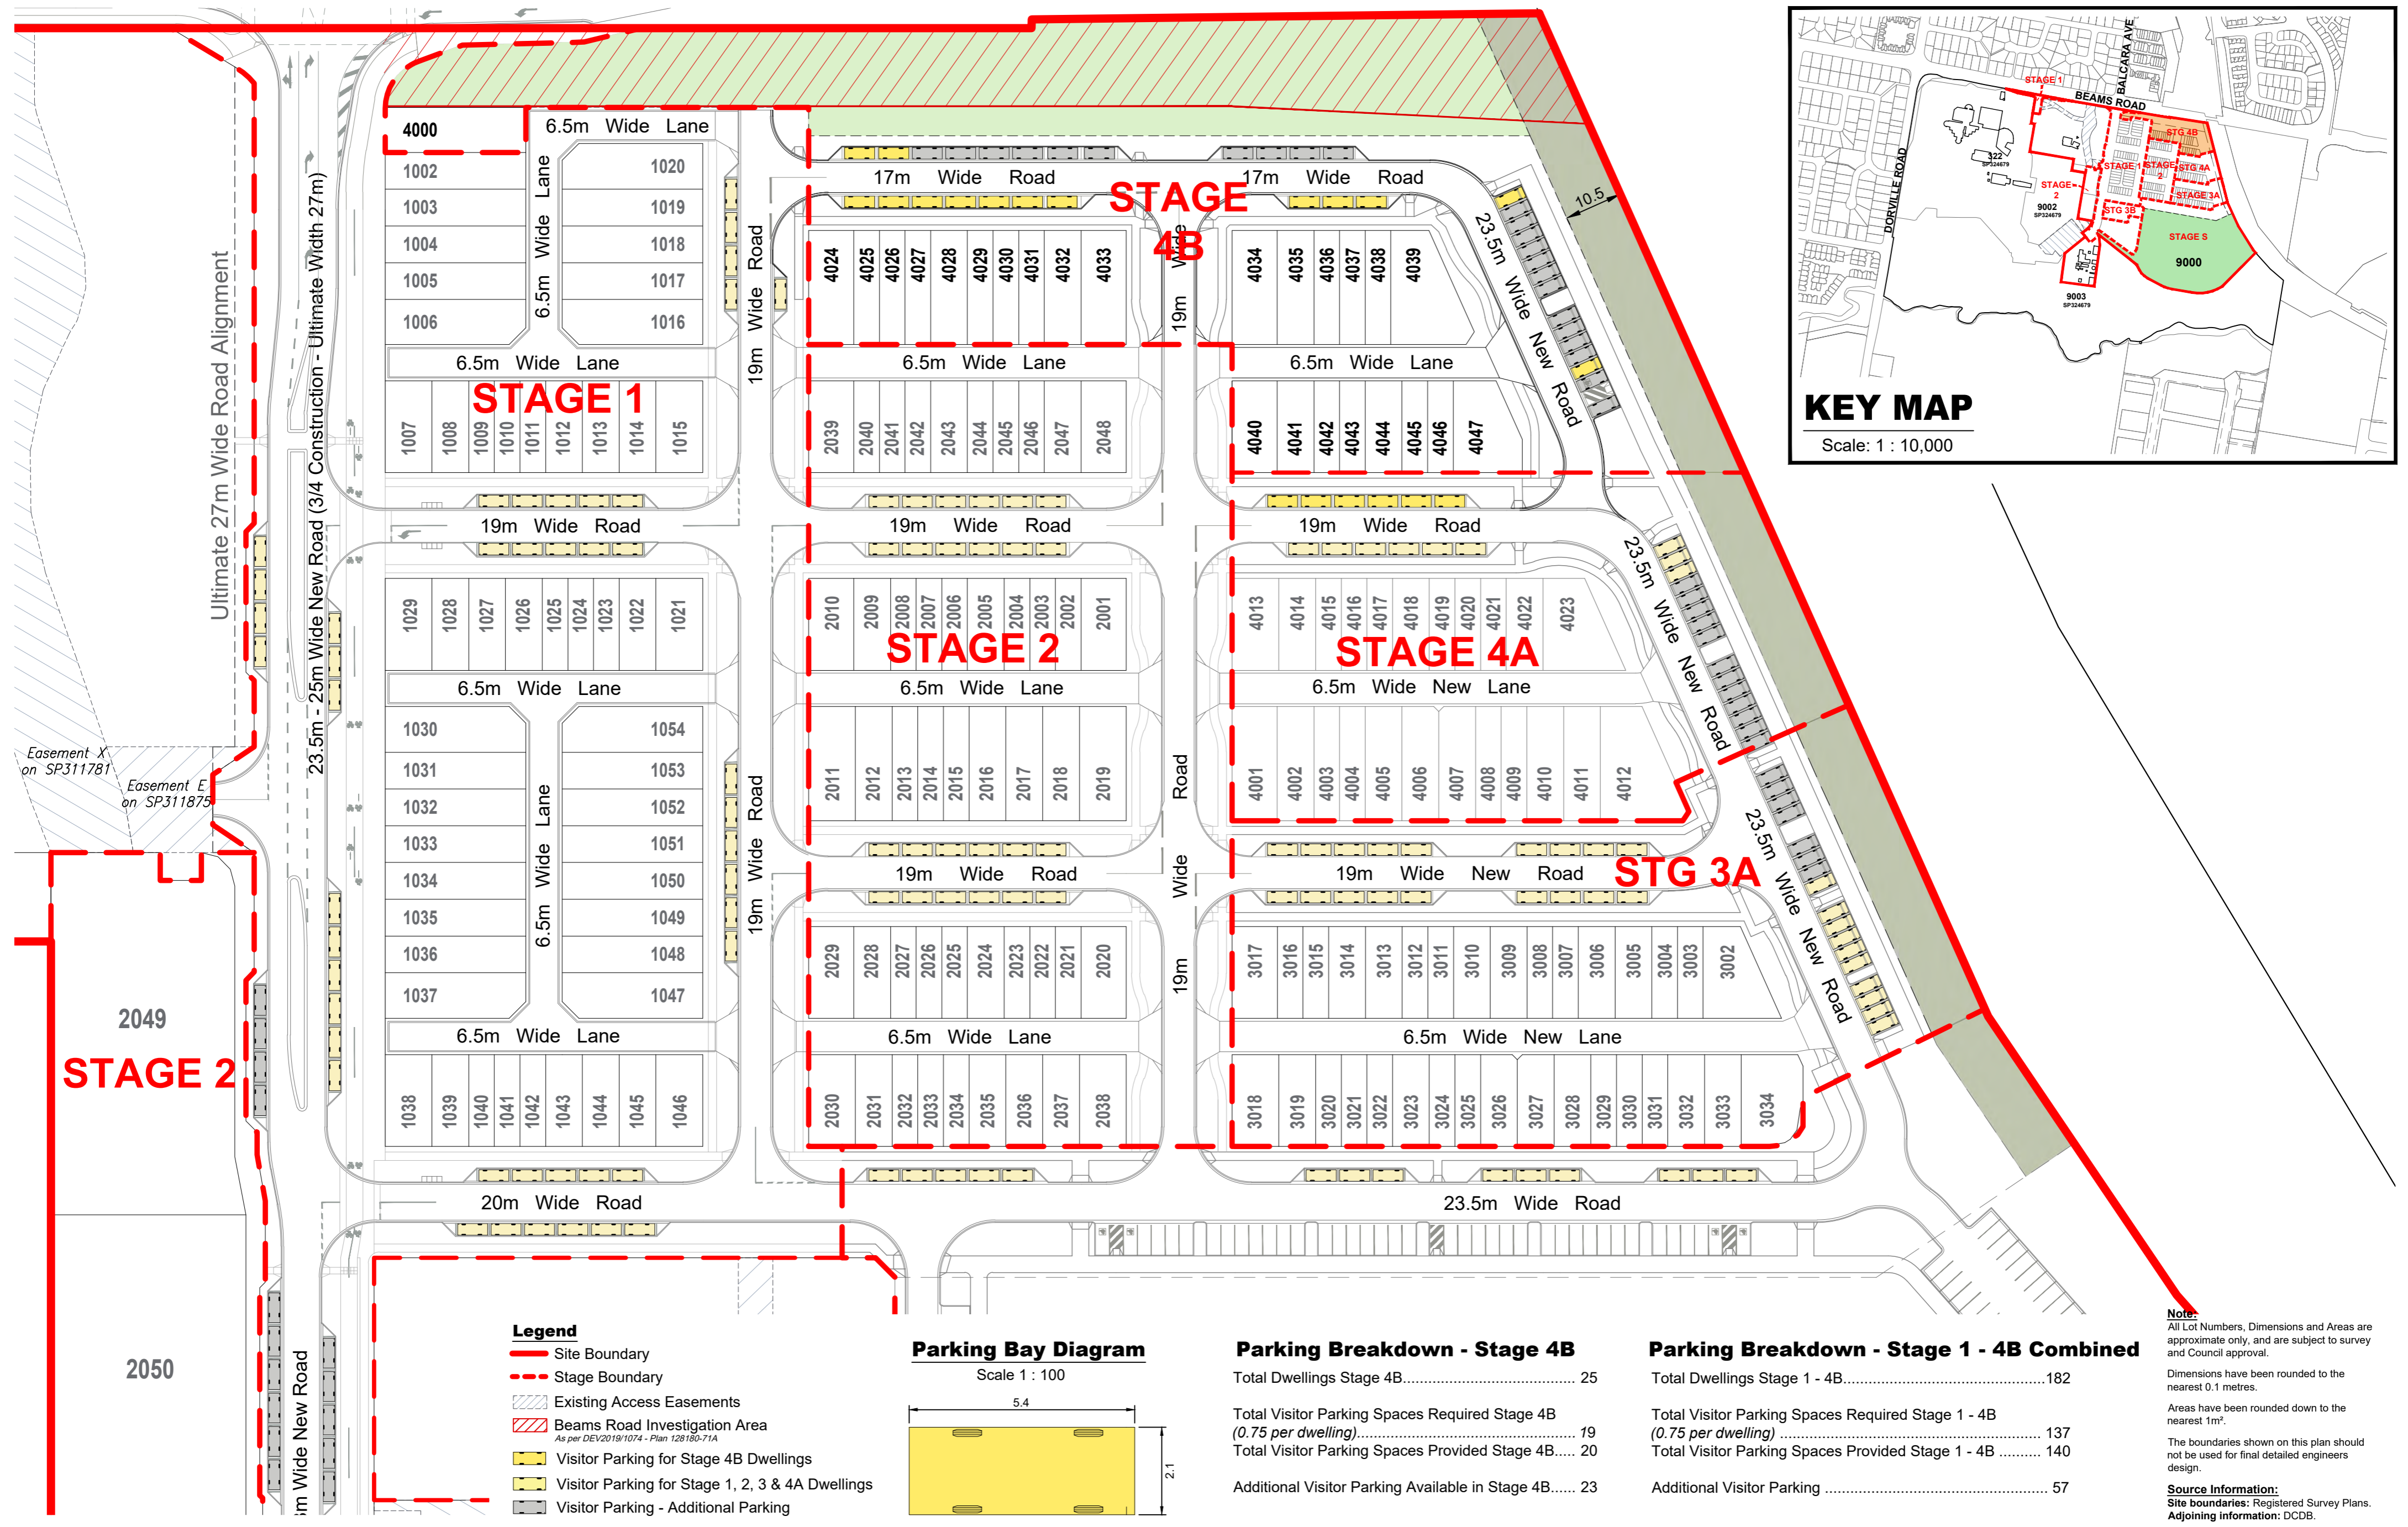 4000
6.5m Wide Lane
1002
1003
1004
1005
1006
6.5m Wide Lane
1020
1019
1018
1017
1016
6.5m Wide Lane
STAGE 1
1007 1008 1009 1010 1011 1012 1013 1014 1015
19m Wide Road
Ultimate 27m Wide Road Alignment
23.5m - 25m Wide New Road (3/4 Construction - Ultimate Width 27m)
19m Wide Road
17m Wide Road
17m Wide Road
STAGE
4B
19m Wide
4024 4025 4026 4027 4028 4029 4030 4031 4032 4033
4034 4035 4036 4037 4038 4039
23.5m Wide New Road
10.5
6.5m Wide Lane
6.5m Wide Lane
2039 2040 2041 2042 2043 2044 2045 2046 2047 2048
4040 4041 4042 4043 4044 4045 4046 4047
19m Wide Road
19m Wide Road
1029 1028 1027 1026 1025 1024 1023 1022 1021
2010 2009 2008 2007 2006 2005 2004 2003 2002 2001
STAGE 2
4013 4014 4015 4016 4017 4018 4019 4020 4021 4022 4023
STAGE 4A
23.5m Wide New Road
6.5m Wide Lane
6.5m Wide Lane
6.5m Wide New Lane
1030
1031
1032
1033
1034
1035
1036
1037
6.5m Wide Lane
1054
1053
1052
1051
1050
1049
1048
1047
19m Wide Road
2011 2012 2013 2014 2015 2016 2017 2018 2019
19m Wide Road
4001 4002 4003 4004 4005 4006 4007 4008 4009 4010 4011 4012
Easement X
on SP311781
Easement E
on SP311875
19m Wide Road
19m Wide New Road
STG 3A
23.5m Wide New Road
2029 2028 2027 2026 2025 2024 2023 2022 2021 2020
3017 3016 3015 3014 3013 3012 3011 3010 3009 3008 3007 3006 3005 3004 3003 3002
2049
STAGE 2
6.5m Wide Lane
6.5m Wide Lane
6.5m Wide New Lane
1038 1039 1040 1041 1042 1043 1044 1045 1046
2030 2031 2032 2033 2034 2035 2036 2037 2038
3018 3019 3020 3021 3022 3023 3024 3025 3026 3027 3028 3029 3030 3031 3032 3033 3034
20m Wide Road
23.5m Wide Road
2050
m Wide New Road
BALCARA AVE
STAGE 1
BEAMS ROAD
STG 4B
322
SP324679
DORVILLE ROAD
STAGE 1
STAGE
2
STG 4A
STAGE
2
STAGE 3A
9002
SP324679
STG 3B
STAGE S
9000
9003
SP324679
KEY MAP
Scale: 1 : 10,000
Legend
Site Boundary
Stage Boundary
Existing Access Easements
Beams Road Investigation Area
As per DEV2019/1074 - Plan 128180-71A
Visitor Parking for Stage 4B Dwellings
Visitor Parking for Stage 1, 2, 3 & 4A Dwellings
Visitor Parking - Additional Parking
Parking Bay Diagram
Scale 1 : 100
5.4
2.1
Parking Breakdown - Stage 4B
Total Dwellings Stage 4B.......... 25
Total Visitor Parking Spaces Required Stage 4B
(0.75 per dwelling).......... 19
Total Visitor Parking Spaces Provided Stage 4B..... 20
Additional Visitor Parking Available in Stage 4B...... 23
Parking Breakdown - Stage 1 - 4B Combined
Total Dwellings Stage 1 - 4B..........182
Total Visitor Parking Spaces Required Stage 1 - 4B
(0.75 per dwelling) .......... 137
Total Visitor Parking Spaces Provided Stage 1 - 4B .......... 140
Additional Visitor Parking .......... 57
Note:
All Lot Numbers, Dimensions and Areas are
approximate only, and are subject to survey
and Council approval.
Dimensions have been rounded to the
nearest 0.1 metres.
Areas have been rounded down to the
nearest 1m².
The boundaries shown on this plan should
not be used for final detailed engineers
design.
Source Information:
Site boundaries: Registered Survey Plans.
Adjoining information: DCDB.